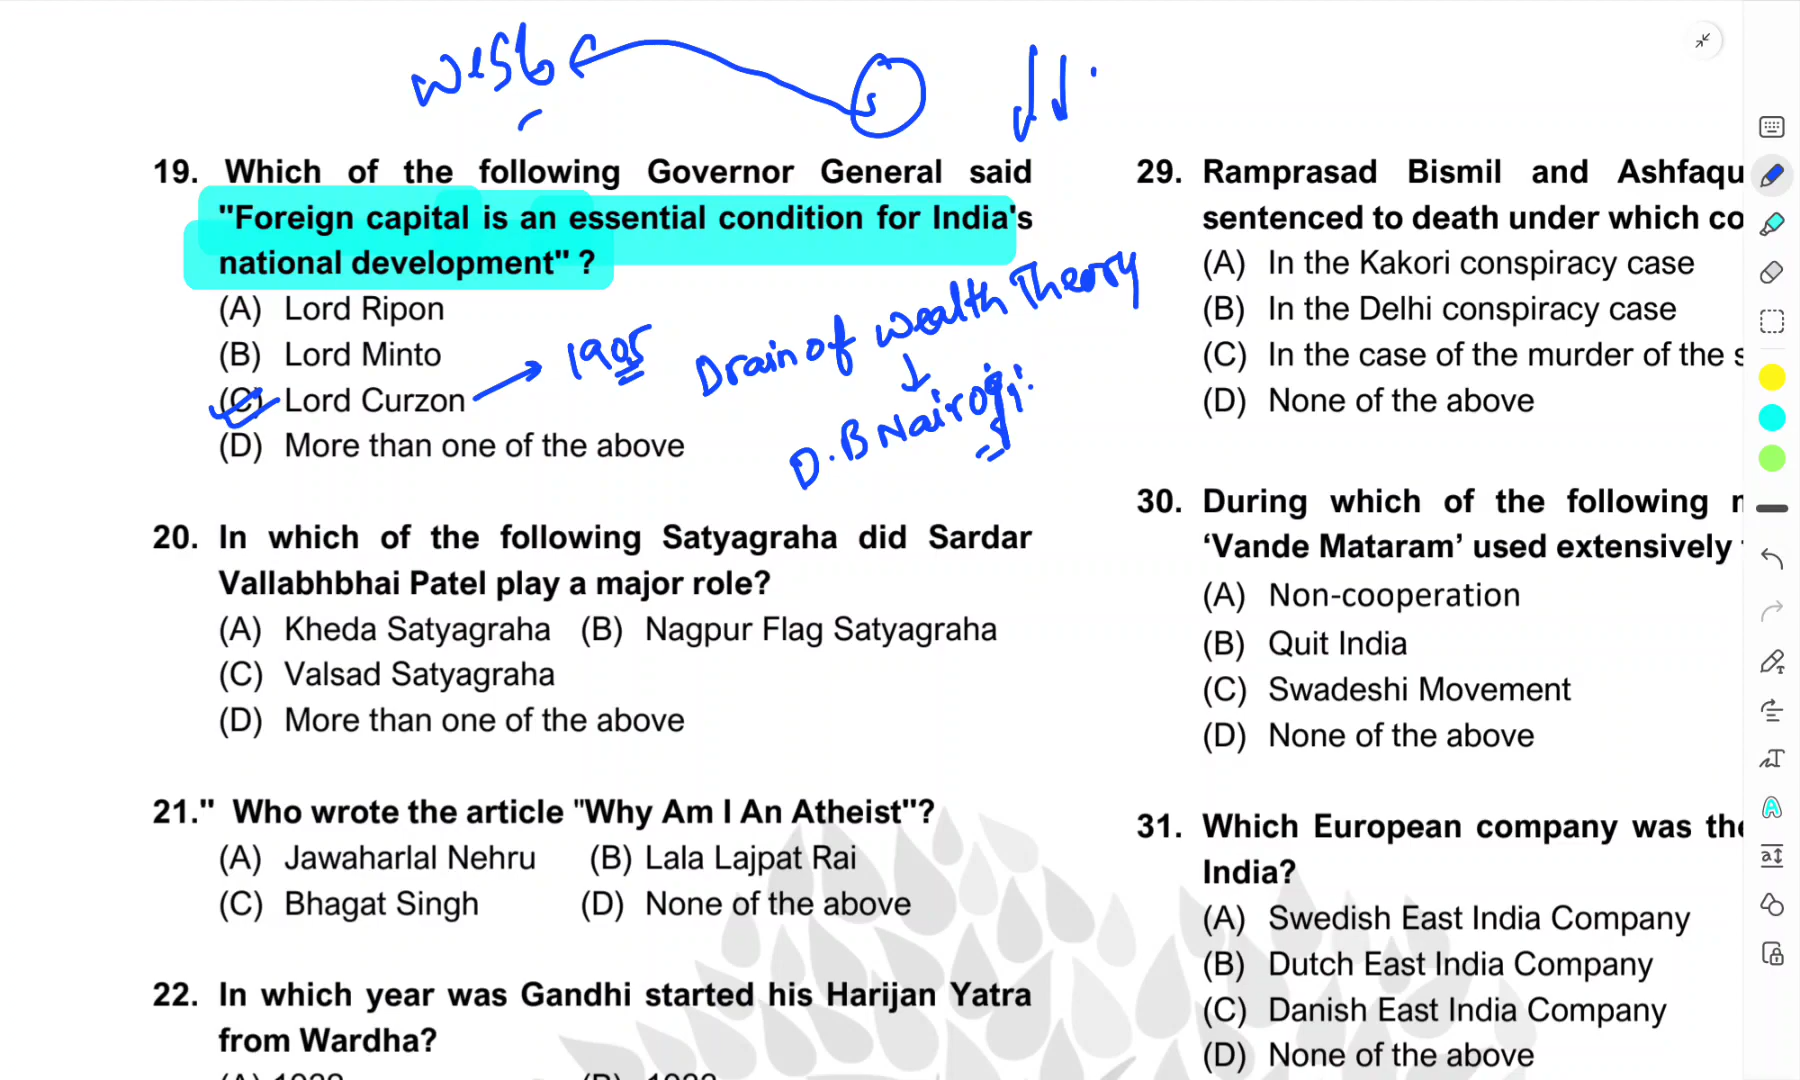 west
19. Which of the following Governor General said
"Foreign capital is an essential condition for India's
national development" ?
(A) Lord Ripon
(B) Lord Minto
(C) Lord Curzon
1905
(D) More than one of the above
Drain of wealth Theory
D.B Nairogi
20. In which of the following Satyagraha did Sardar
Vallabhbhai Patel play a major role?
(A) Kheda Satyagraha (B) Nagpur Flag Satyagraha
(C) Valsad Satyagraha
(D) More than one of the above
21." Who wrote the article "Why Am I An Atheist"?
(A) Jawaharlal Nehru (B) Lala Lajpat Rai
(C) Bhagat Singh (D) None of the above
22. In which year was Gandhi started his Harijan Yatra
from Wardha?
29. Ramprasad Bismil and Ashfaqu
sentenced to death under which co
(A) In the Kakori conspiracy case
(B) In the Delhi conspiracy case
(C) In the case of the murder of the s
(D) None of the above
30. During which of the following
‘Vande Mataram’ used extensively
(A) Non-cooperation
(B) Quit India
(C) Swadeshi Movement
(D) None of the above
31. Which European company was the
India?
(A) Swedish East India Company
(B) Dutch East India Company
(C) Danish East India Company
(D) None of the above